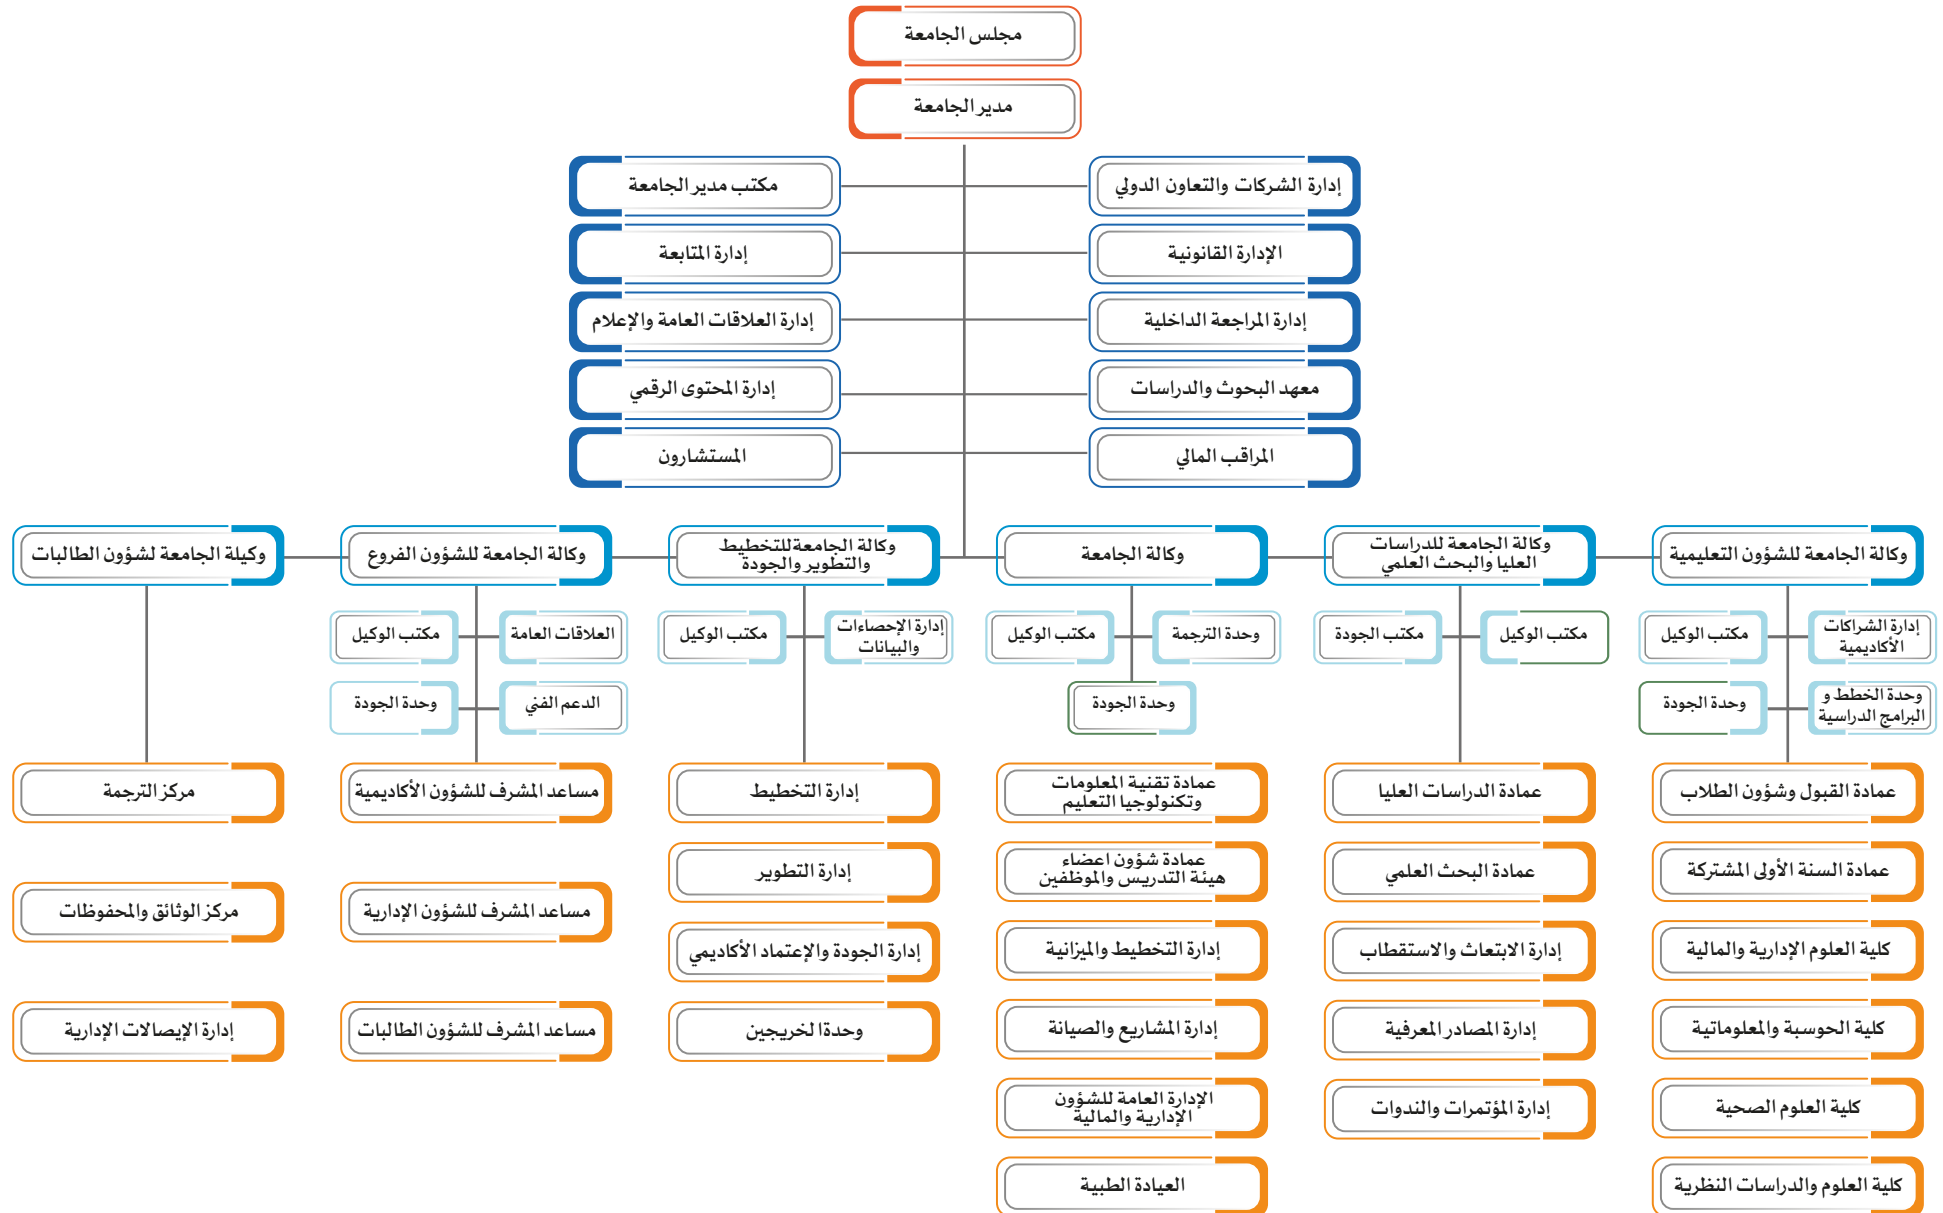 مجلس الجامعة
مدير الجامعة
إدارة الشركات والتعاون الدولي
مكتب مدير الجامعة
الإدارة القانونية
إدارة المتابعة
إدارة المراجعة الداخلية
إدارة العلاقات العامة والإعلام
معهد البحوث والدراسات
إدارة المحتوى الرقمي
المراقب المالي
المستشارون
وكالة الجامعة للشؤون التعليمية
وكالة الجامعة للدراسات
العليا والبحث العلمي
وكالة الجامعة
وكالة الجامعة للتخطيط
والتطوير والجودة
وكالة الجامعة للشؤون الفروع
وكيلة الجامعة لشؤون الطالبات
إدارة الشراكات
الأكاديمية
مكتب الوكيل
مكتب الوكيل
مكتب الجودة
وحدة الترجمة
مكتب الوكيل
إدارة الإحصاءات
والبيانات
مكتب الوكيل
العلاقات العامة
مكتب الوكيل
وحدة الخطط و
البرامج الدراسية
وحدة الجودة
وحدة الجودة
الدعم الفني
وحدة الجودة
عمادة القبول وشؤون الطلاب
عمادة الدراسات العليا
عمادة تقنية المعلومات
وتكنولوجيا التعليم
إدارة التخطيط
مساعد المشرف للشؤون الأكاديمية
مركز الترجمة
عمادة السنة الأولى المشتركة
عمادة البحث العلمي
عمادة شؤون اعضاء
هيئة التدريس والموظفين
إدارة التطوير
مساعد المشرف للشؤون الإدارية
مركز الوثائق والمحفوظات
كلية العلوم الإدارية والمالية
إدارة الابتعاث والاستقطاب
إدارة التخطيط والميزانية
إدارة الجودة والإعتماد الأكاديمي
كلية الحوسبة والمعلوماتية
إدارة المصادر المعرفية
إدارة المشاريع والصيانة
وحدة الخريجين
مساعد المشرف للشؤون الطالبات
إدارة الإيصالات الإدارية
كلية العلوم الصحية
إدارة المؤتمرات والندوات
الإدارة العامة للشؤون
الإدارية والمالية
كلية العلوم والدراسات النظرية
العيادة الطبية